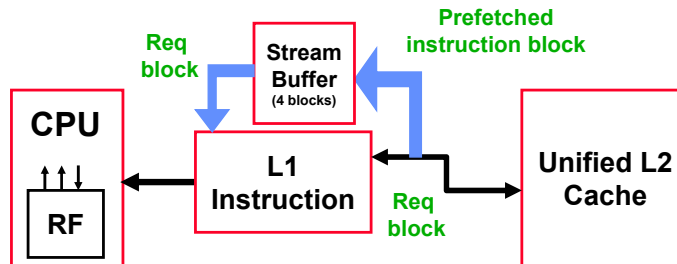 Req
block
Stream
Buffer
(4 blocks)
Prefetched
instruction block
CPU
RF
L1
Instruction
Req
block
Unified L2
Cache